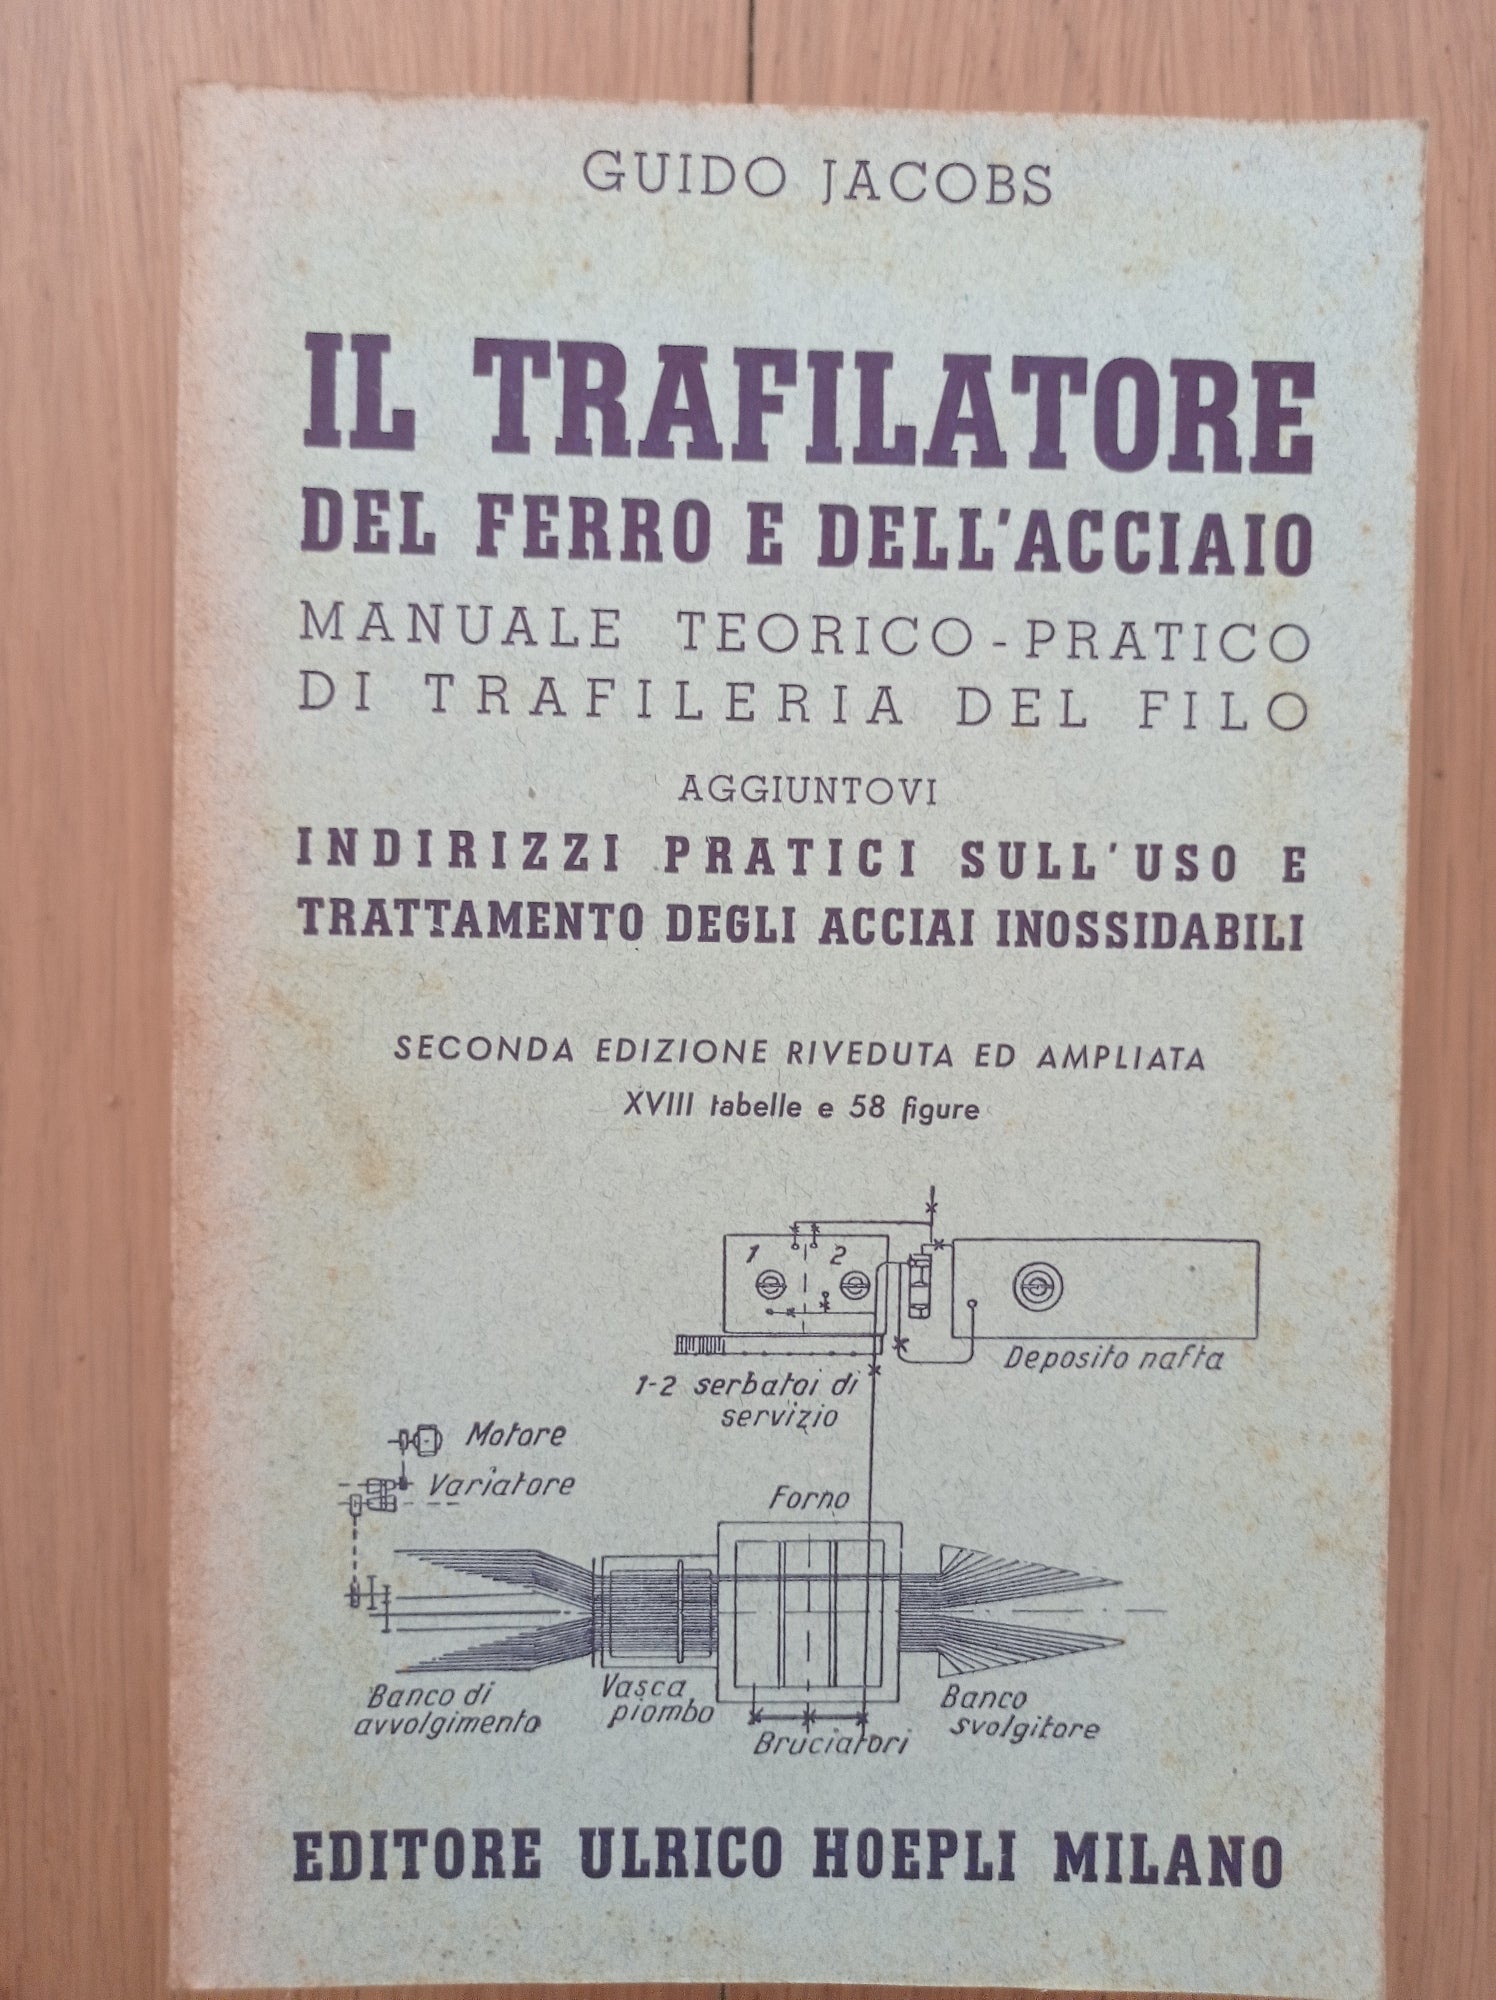 GUIDO JACOBS
IL TRAFILATORE
DEL FERRO E DELL'ACCIAIO
MANUALE TEORICO-PRATICO
DI TRAFILERIA DEL FILO
AGGIUNTOVI
INDIRIZZI PRATICI SULL'USO E
TRATTAMENTO DEGLI ACCIAI INOSSIDABILI
SECONDA EDIZIONE RIVEDUTA ED AMPLIATA
XVIII tabelle e 58 figure
1 2
Deposito nafta
1-2 serbatoi di
servizio
Motore
Variatore
Forno
Banco di
avvolgimento
Vasca
piombo
Bruciatori
Banco
svolgitore
EDITORE ULRICO HOEPLI MILANO